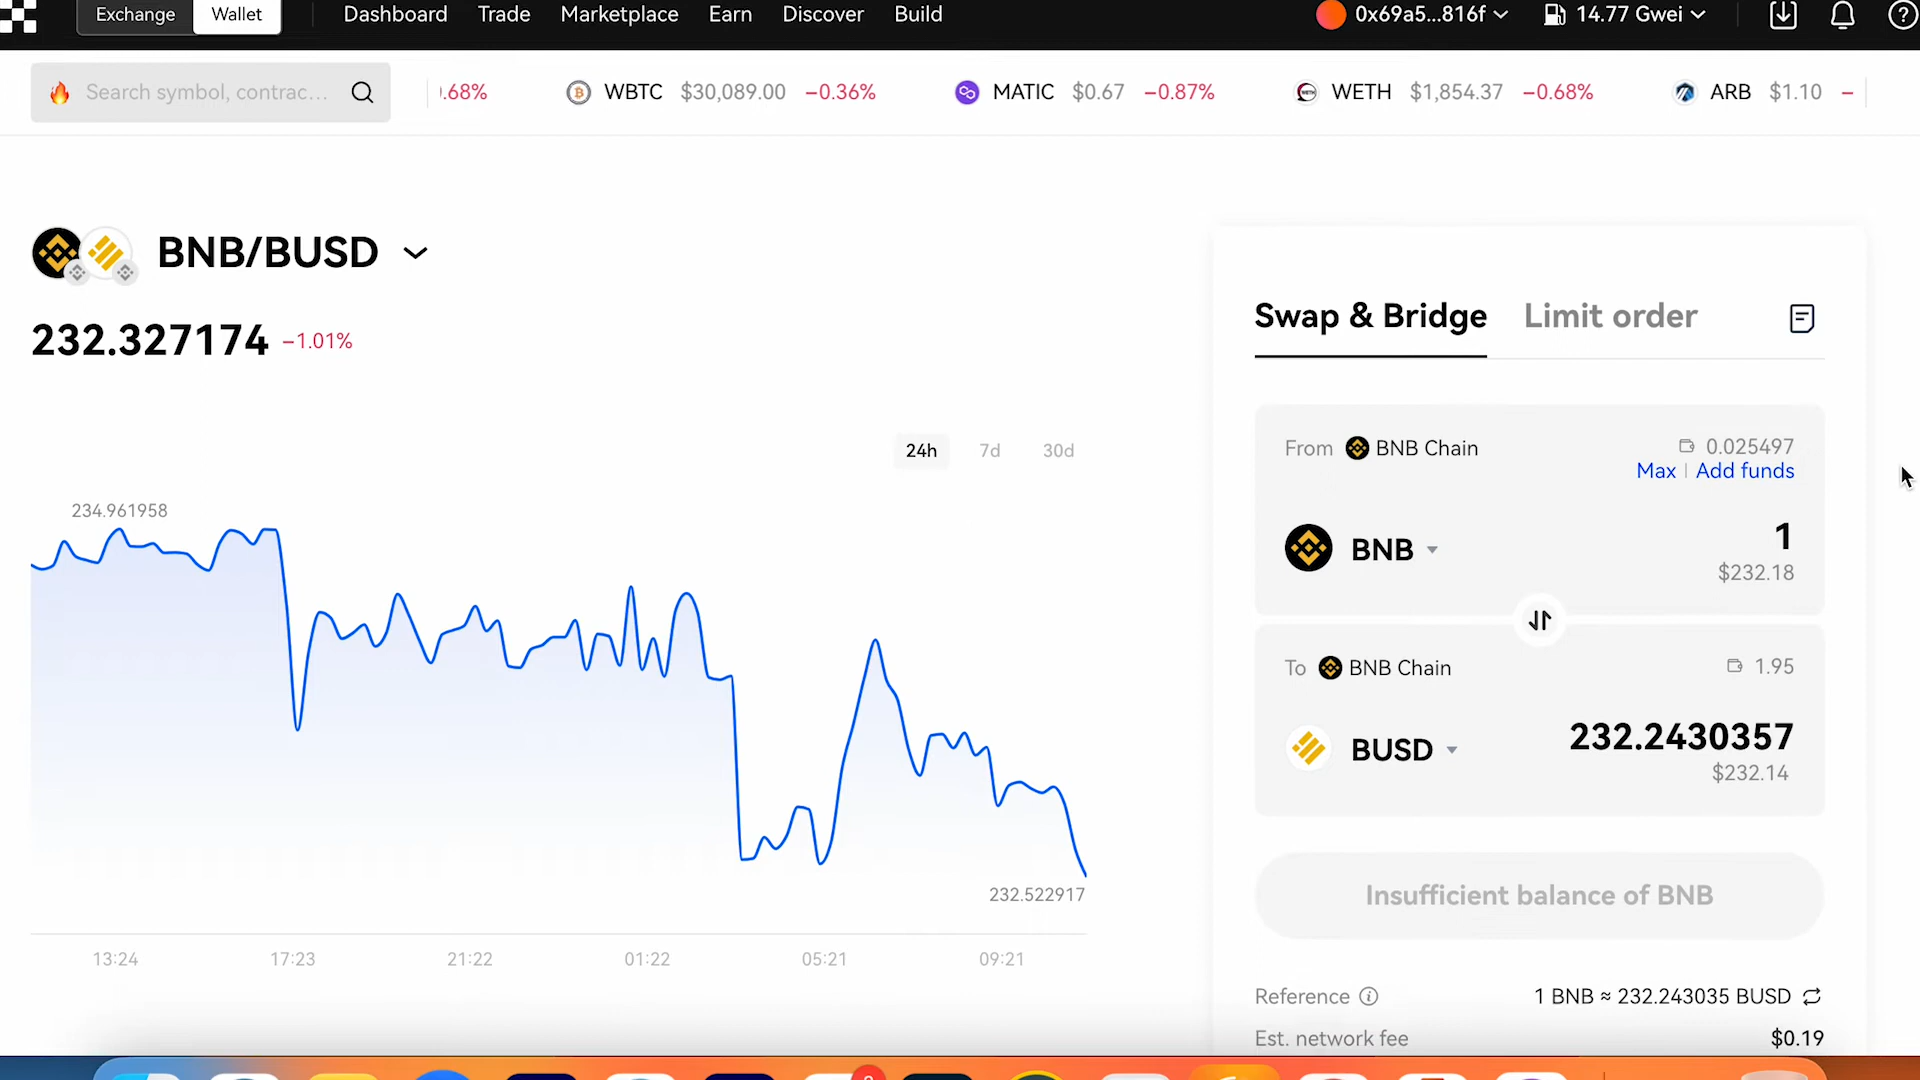 Exchange Wallet Dashboard Trade Marketplace Earn Discover Build 0x69a5...816f 14.77 Gwei
Search symbol, contrac... .68% WBTC $30,089.00 −0.36% MATIC $0.67 −0.87% WETH $1,854.37 −0.68% ARB $1.10 −
BNB/BUSD
232.327174 −1.01%
24h 7d 30d
234.961958
232.522917
13:24 17:23 21:22 01:22 05:21 09:21
Swap & Bridge Limit order
From BNB Chain 0.025497
Max | Add funds
BNB 1
$232.18
To BNB Chain 1.95
BUSD 232.2430357
$232.14
Insufficient balance of BNB
Reference 1 BNB ≈ 232.243035 BUSD
Est. network fee $0.19